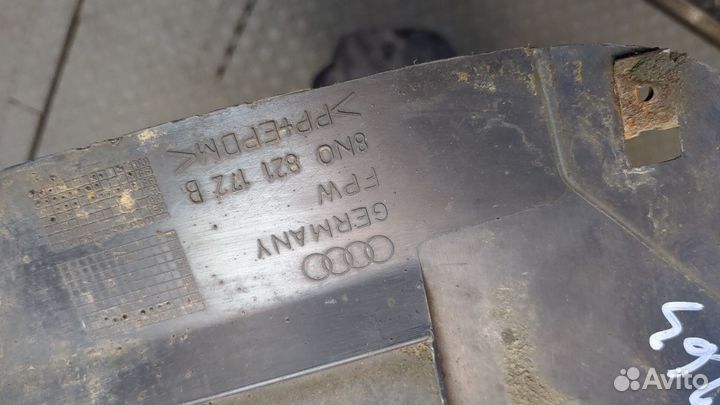 >PP+EPDM<
8N0 821 172 B
FPW
GERMANY
Avito